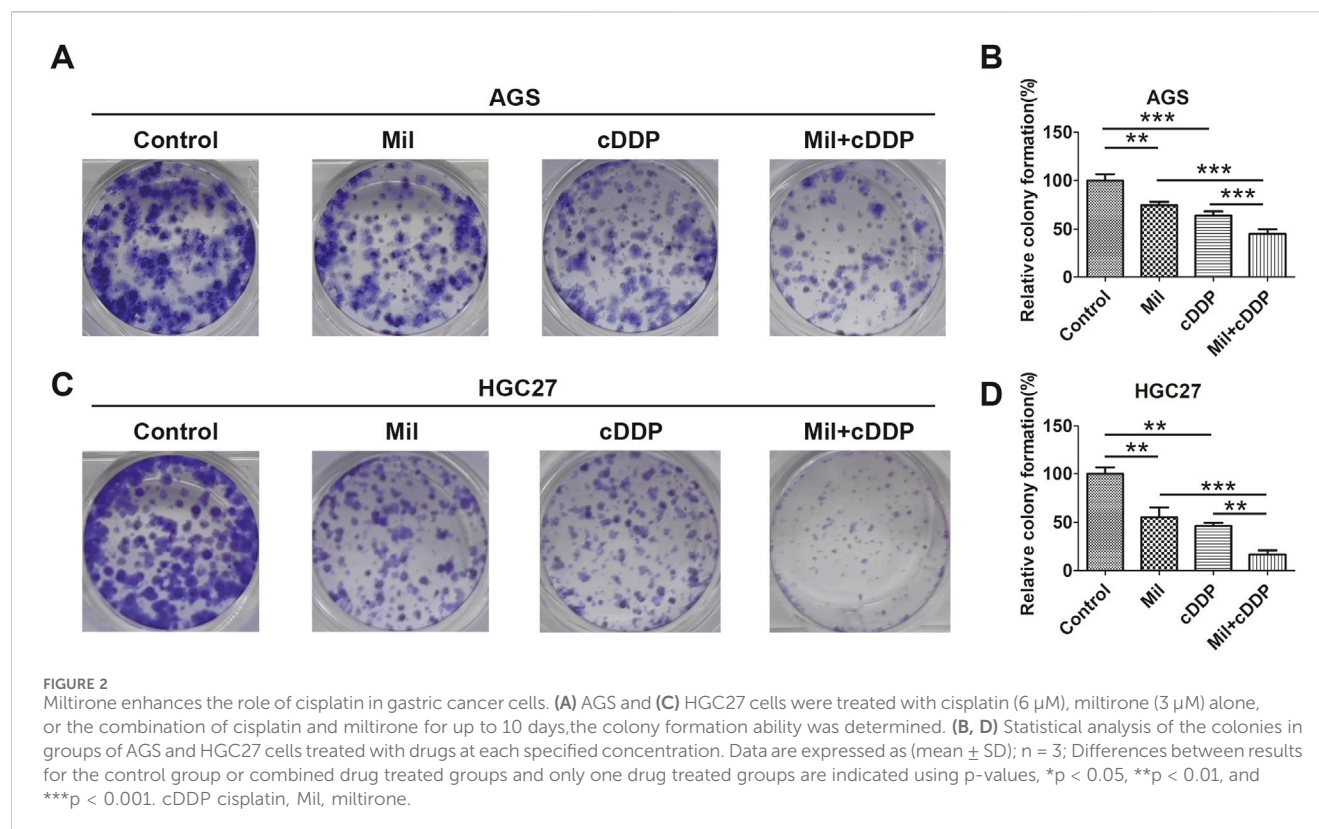 A
AGS
Control Mil cDDP Mil+cDDP
B
AGS
Relative colony formation(%)
150
100
50
0
***
**
***
***
Control Mil cDDP Mil+cDDP
C
HGC27
Control Mil cDDP Mil+cDDP
D
HGC27
Relative colony formation(%)
150
100
50
0
**
**
***
**
Control Mil cDDP Mil+cDDP
FIGURE 2
Miltirone enhances the role of cisplatin in gastric cancer cells. (A) AGS and (C) HGC27 cells were treated with cisplatin (6 μM), miltirone (3 μM) alone,
or the combination of cisplatin and miltirone for up to 10 days,the colony formation ability was determined. (B, D) Statistical analysis of the colonies in
groups of AGS and HGC27 cells treated with drugs at each specified concentration. Data are expressed as (mean ± SD); n = 3; Differences between results
for the control group or combined drug treated groups and only one drug treated groups are indicated using p-values, *p < 0.05, **p < 0.01, and
***p < 0.001. cDDP cisplatin, Mil, miltirone.